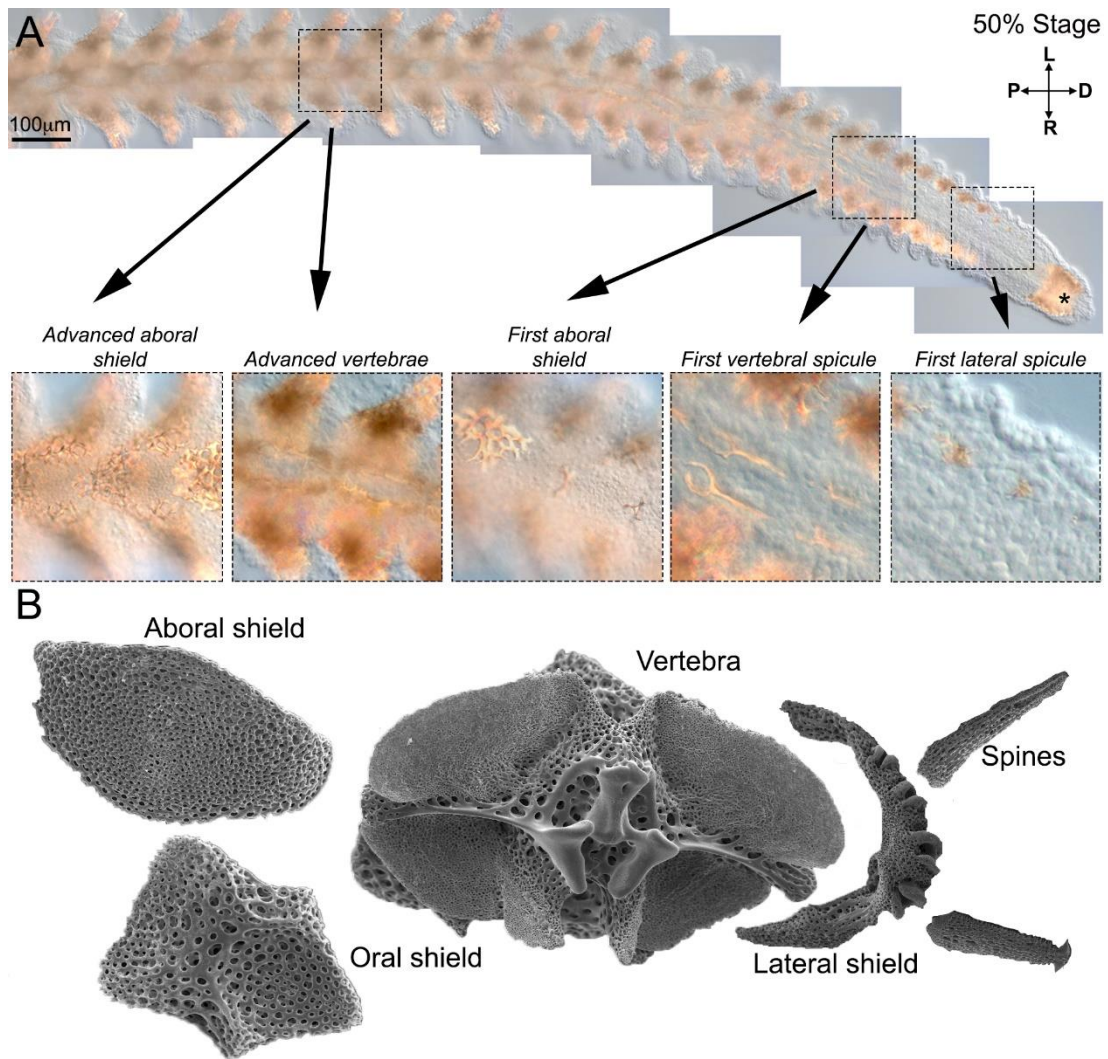 A
50% Stage
L
P
D
R
100μm
*
Advanced aboral
shield
Advanced vertebrae
First aboral
shield
First vertebral spicule
First lateral spicule
B
Aboral shield
Vertebra
Spines
Oral shield
Lateral shield